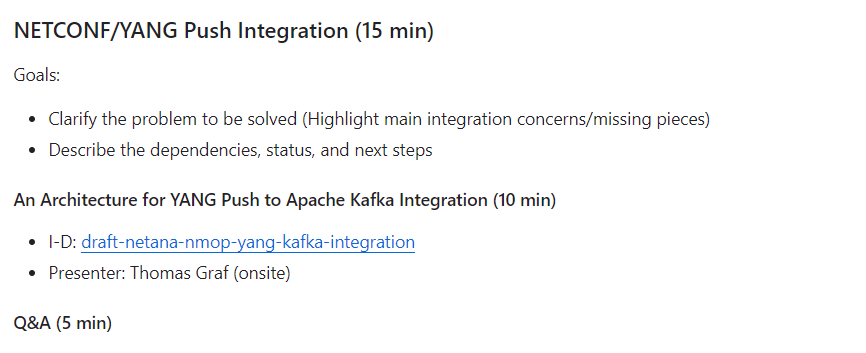 NETCONF/YANG Push Integration (15 min)
Goals:
• Clarify the problem to be solved (Highlight main integration concerns/missing pieces)
• Describe the dependencies, status, and next steps
An Architecture for YANG Push to Apache Kafka Integration (10 min)
• I-D: draft-netana-nmop-yang-kafka-integration
• Presenter: Thomas Graf (onsite)
Q&A (5 min)